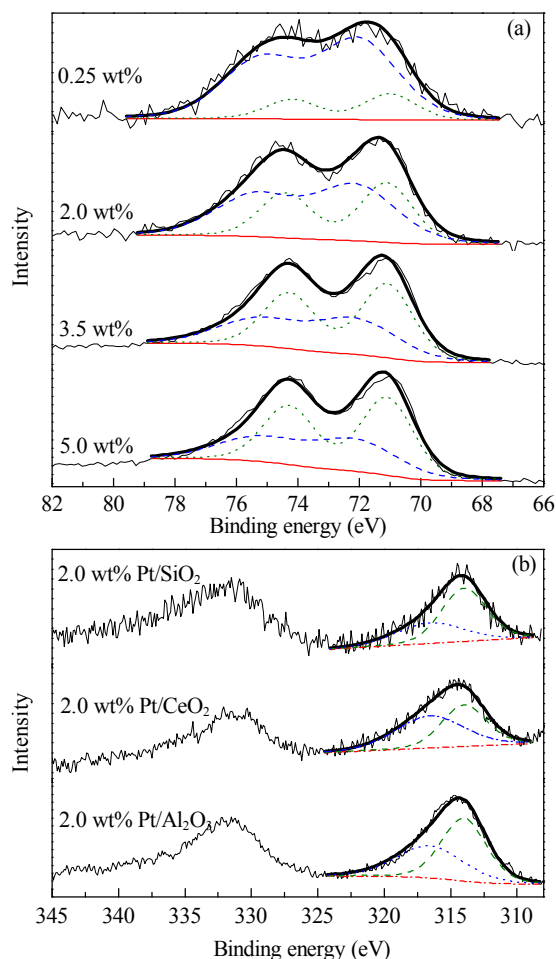 (a)
0.25 wt%
2.0 wt%
3.5 wt%
5.0 wt%
Intensity
82 80 78 76 74 72 70 68 66
Binding energy (eV)
(b)
2.0 wt% Pt/SiO₂
2.0 wt% Pt/CeO₂
2.0 wt% Pt/Al₂O₃
Intensity
345 340 335 330 325 320 315 310
Binding energy (eV)